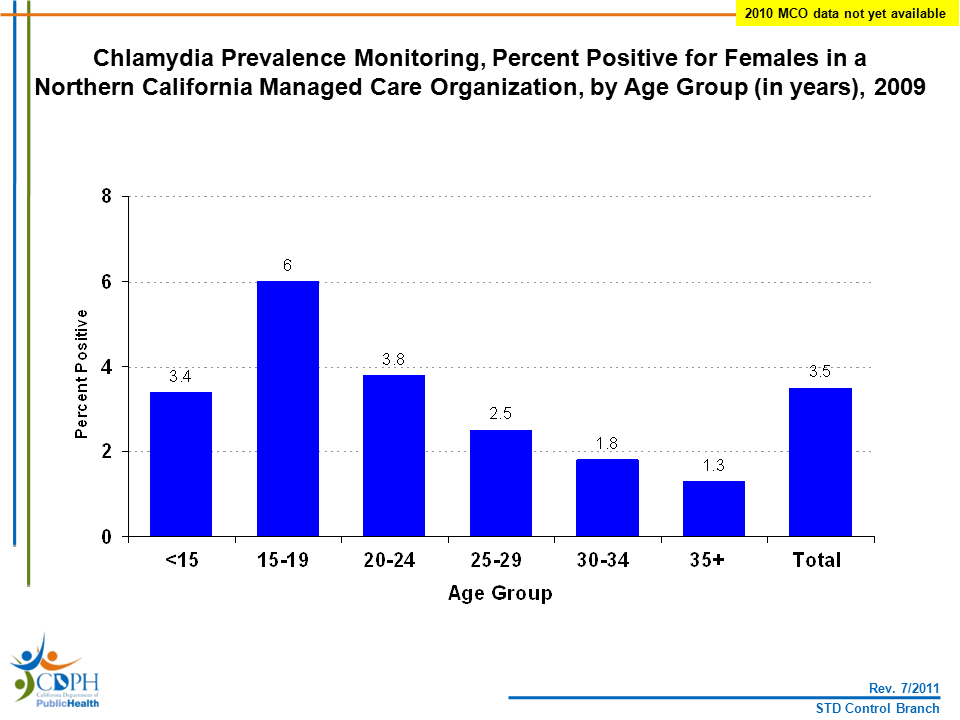 2010 MCO data not yet available
Chlamydia Prevalence Monitoring, Percent Positive for Females in a
Northern California Managed Care Organization, by Age Group (in years), 2009
Percent Positive
8
6
4
2
0
3.4
6
3.8
2.5
1.8
1.3
3.5
<15 15-19 20-24 25-29 30-34 35+ Total
Age Group
CDPH
California Department of
PublicHealth
Rev. 7/2011
STD Control Branch